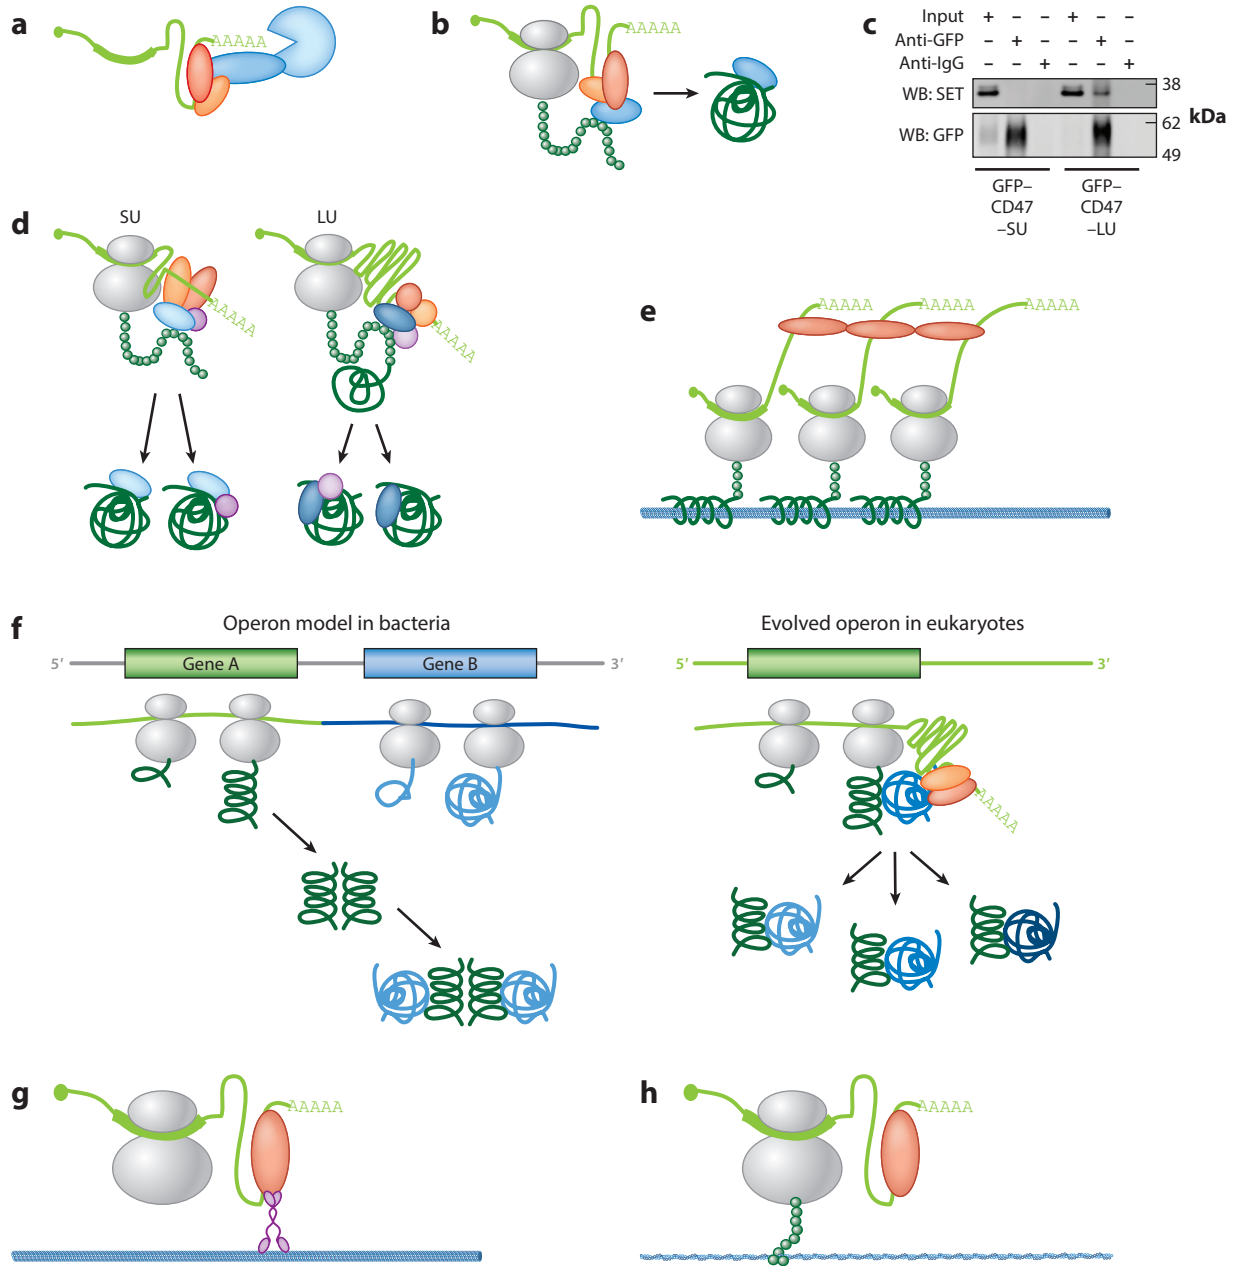 a
AAAAA
b
AAAAA
c
Input + – – + – –
Anti-GFP – + – – + –
Anti-IgG – – + – – +
WB: SET
38
kDa
WB: GFP
62
49
GFP–
CD47
–SU
GFP–
CD47
–LU
d
SU
LU
AAAAA
AAAAA
e
AAAAA
AAAAA
AAAAA
f
Operon model in bacteria
5′
Gene A
Gene B
3′
Evolved operon in eukaryotes
5′
3′
AAAAA
g
AAAAA
h
AAAAA